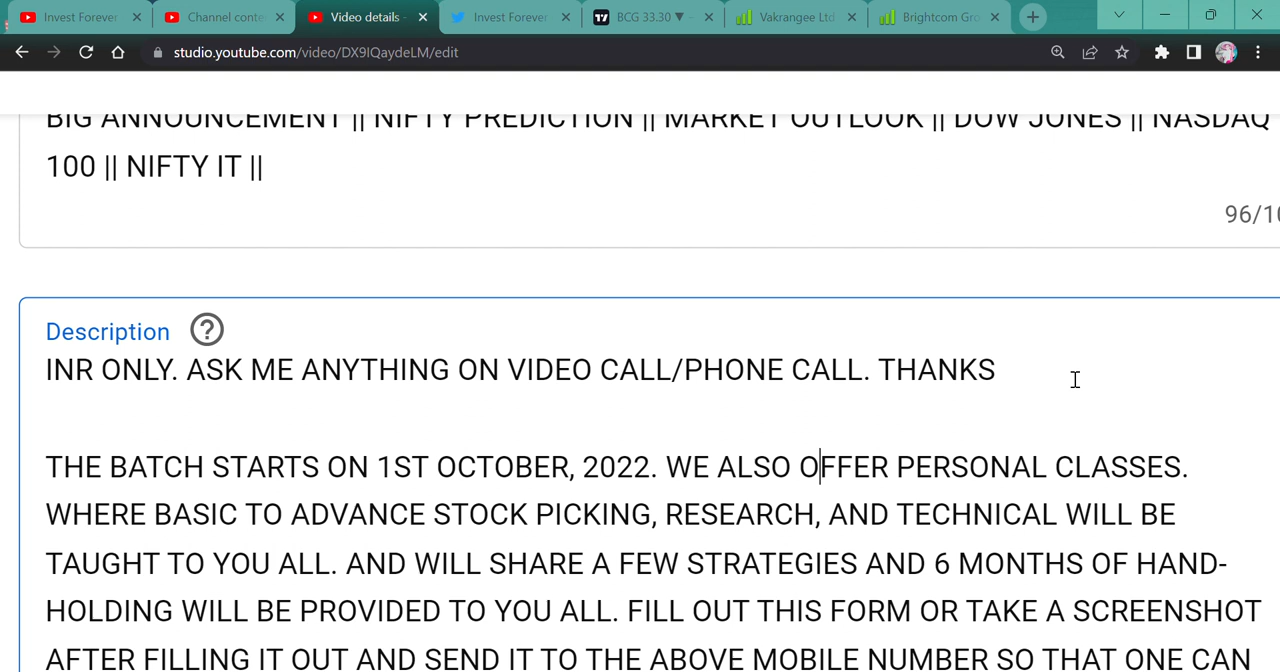 Invest Forever
Channel conte
Video details -
Invest Forever
BCG 33.30 ▼ -
Vakrangee Ltd
Brightcom Gro
studio.youtube.com/video/DX9IQaydeLM/edit
BIG ANNOUNCEMENT || NIFTY PREDICTION || MARKET OUTLOOK || DOW JONES || NASDAQ
100 || NIFTY IT ||
96/10
Description ?
INR ONLY. ASK ME ANYTHING ON VIDEO CALL/PHONE CALL. THANKS
THE BATCH STARTS ON 1ST OCTOBER, 2022. WE ALSO OFFER PERSONAL CLASSES.
WHERE BASIC TO ADVANCE STOCK PICKING, RESEARCH, AND TECHNICAL WILL BE
TAUGHT TO YOU ALL. AND WILL SHARE A FEW STRATEGIES AND 6 MONTHS OF HAND-
HOLDING WILL BE PROVIDED TO YOU ALL. FILL OUT THIS FORM OR TAKE A SCREENSHOT
AFTER FILLING IT OUT AND SEND IT TO THE ABOVE MOBILE NUMBER SO THAT ONE CAN